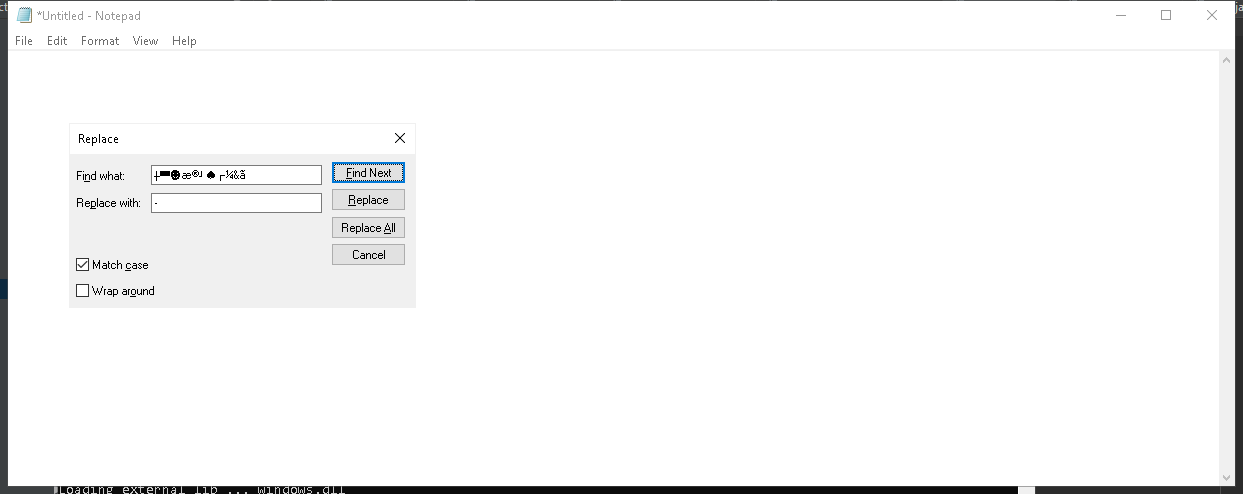 *Untitled - Notepad
File Edit Format View Help
Replace
Find what: ┼▀☻æ®┘♠┌¼&ã
Find Next
Replace with: -
Replace
Replace All
Cancel
Match case
Wrap around
Loading external lib ... windows.dll